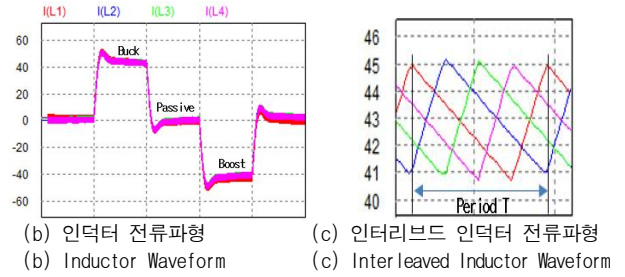 I(L1) I(L2) I(L3) I(L4)
60
40
20
0
-20
-40
-60
Buck
Passive
Boost
46
45
44
43
42
41
40
Period T
(b) 인덕터 전류파형
(b) Inductor Waveform
(c) 인터리브드 인덕터 전류파형
(c) Interleaved Inductor Waveform